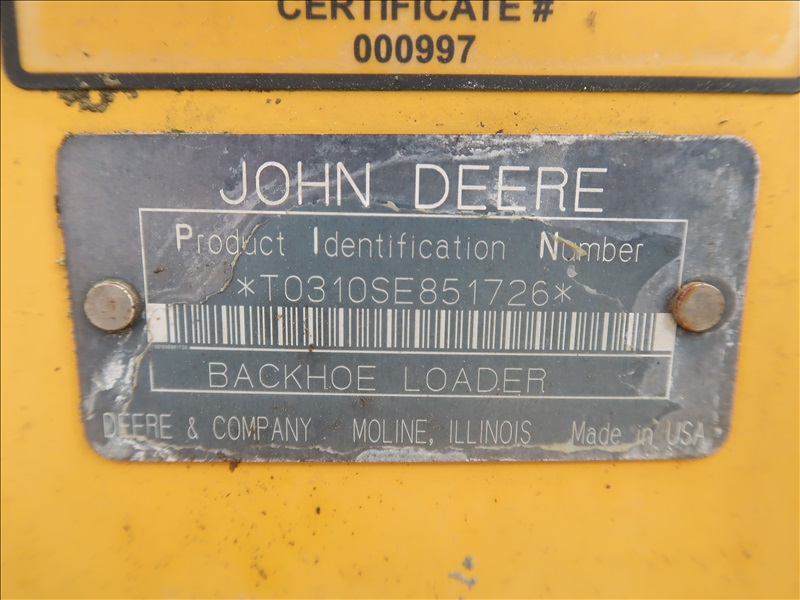 CERTIFICATE #
000997
JOHN DEERE
Product Identification Number
*T0310SE851726*
BACKHOE LOADER
DEERE & COMPANY MOLINE, ILLINOIS Made in USA